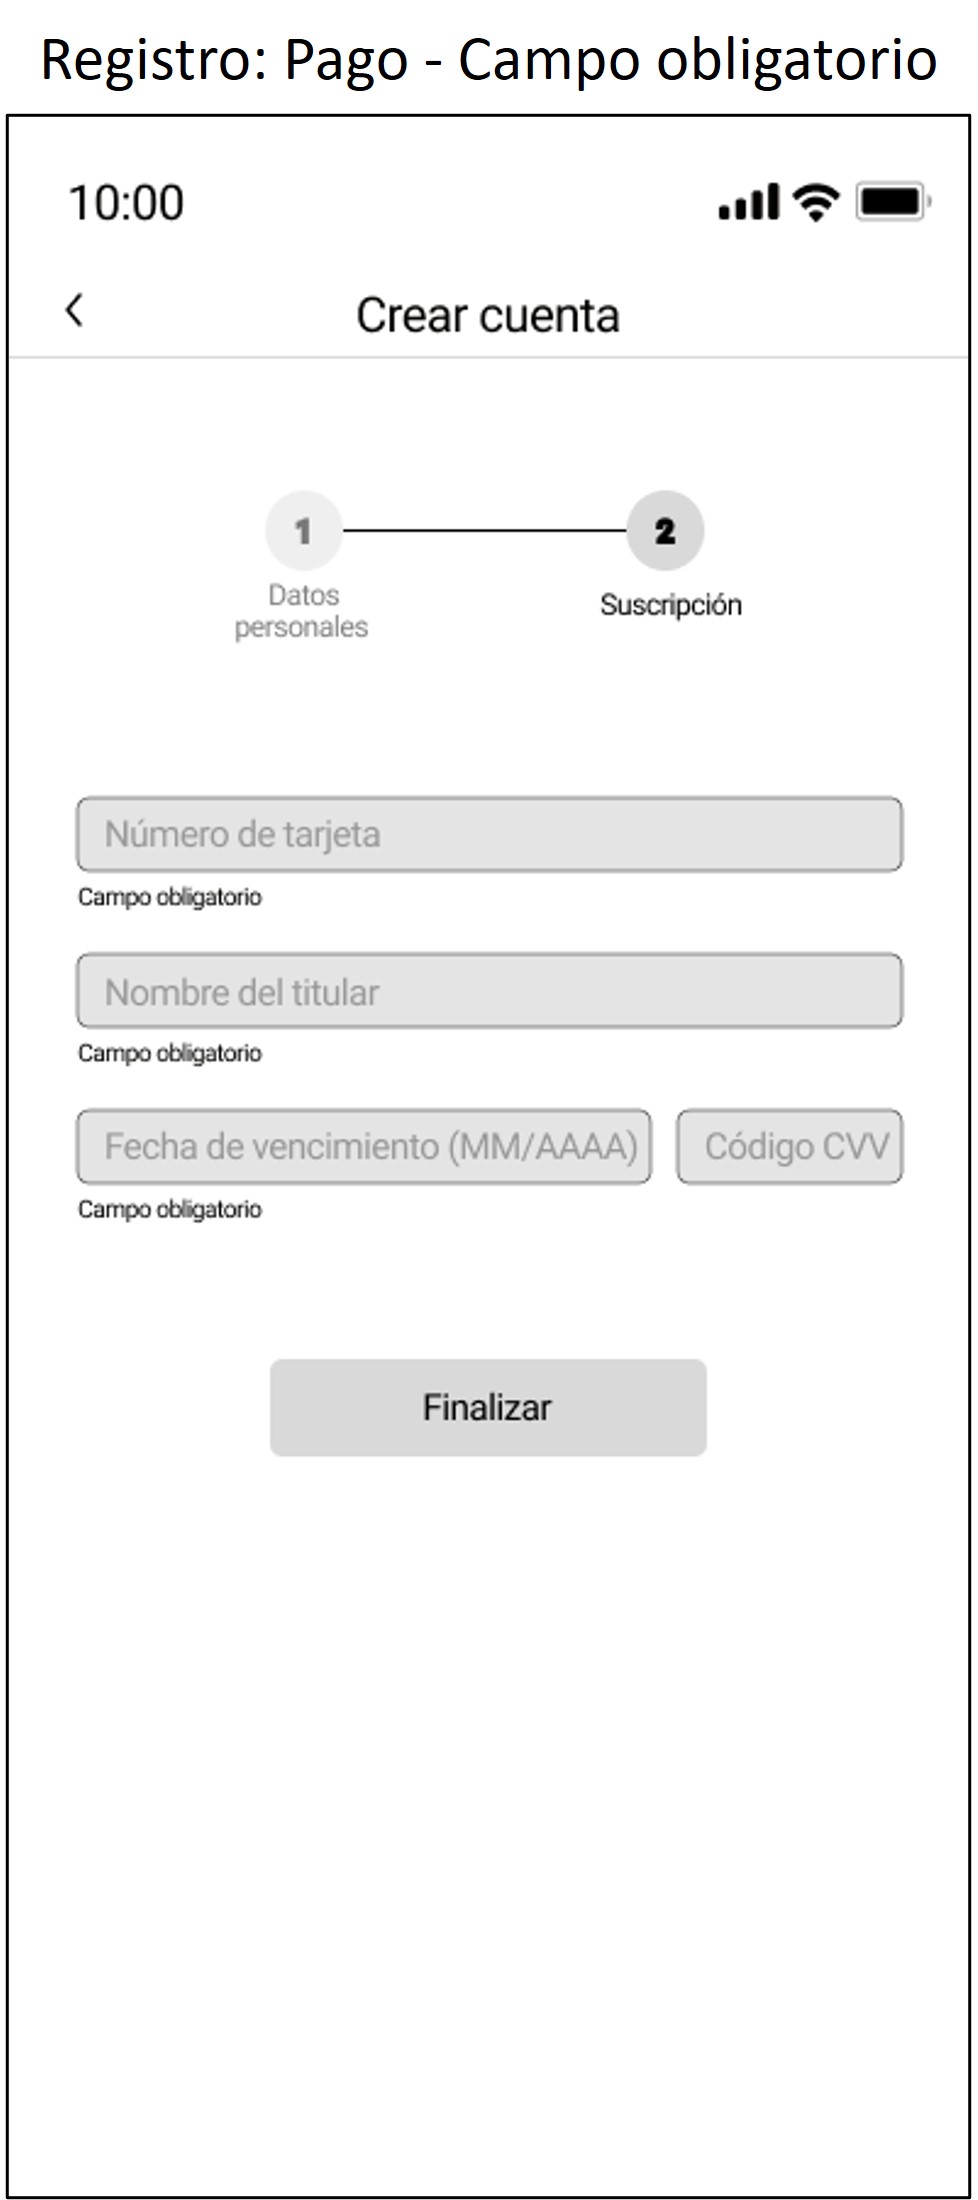 Registro: Pago - Campo obligatorio
10:00
Crear cuenta
1
2
Datos
personales
Suscripción
Número de tarjeta
Campo obligatorio
Nombre del titular
Campo obligatorio
Fecha de vencimiento (MM/AAAA)
Código CVV
Campo obligatorio
Finalizar